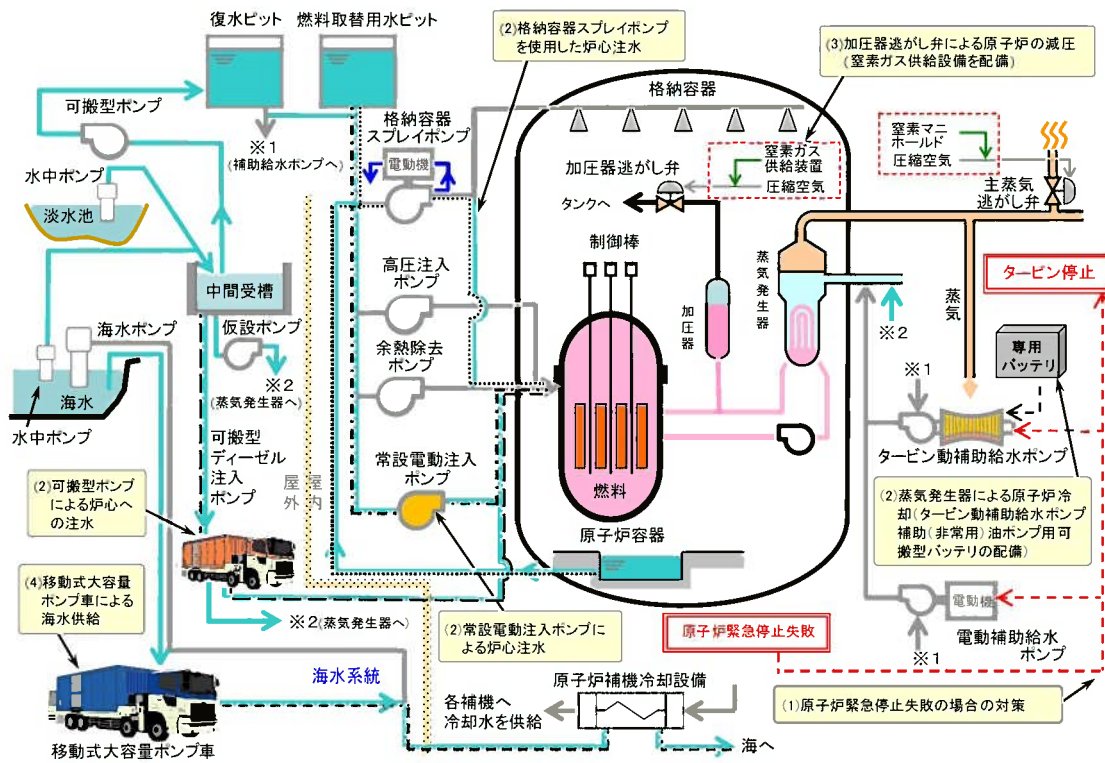 復水ピット
燃料取替用水ピット
(2)格納容器スプレイポンプ
を使用した炉心注水
(3)加圧器逃がし弁による原子炉の減圧
(窒素ガス供給設備を配備)
可搬型ポンプ
※1
(補助給水ポンプへ)
格納容器
スプレイポンプ
電動機
格納容器
窒素ガス
供給装置
圧縮空気
加圧器逃がし弁
タンクへ
窒素マニ
ホールド
圧縮空気
主蒸気
逃がし弁
水中ポンプ
淡水池
中間受槽
高圧注入
ポンプ
制御棒
加圧器
蒸気発生器
※2
蒸気
タービン停止
海水ポンプ
仮設ポンプ
※2
(蒸気発生器へ)
余熱除去
ポンプ
専用
バッテリ
※1
海水
水中ポンプ
可搬型
ディーゼル
注入
ポンプ
屋外
屋内
常設電動注入
ポンプ
燃料
原子炉容器
タービン動補助給水ポンプ
(2)可搬型ポンプ
による炉心へ
の注水
(2)蒸気発生器による原子炉冷
却(タービン動補助給水ポンプ
補助(非常用)油ポンプ用可
搬型バッテリの配備)
(4)移動式大容量
ポンプ車による
海水供給
※2(蒸気発生器へ)
(2)常設電動注入ポンプに
よる炉心注水
原子炉緊急停止失敗
電動機
電動補助給水
ポンプ
※1
海水系統
原子炉補機冷却設備
各補機へ
冷却水を供給
海へ
(1)原子炉緊急停止失敗の場合の対策
移動式大容量ポンプ車